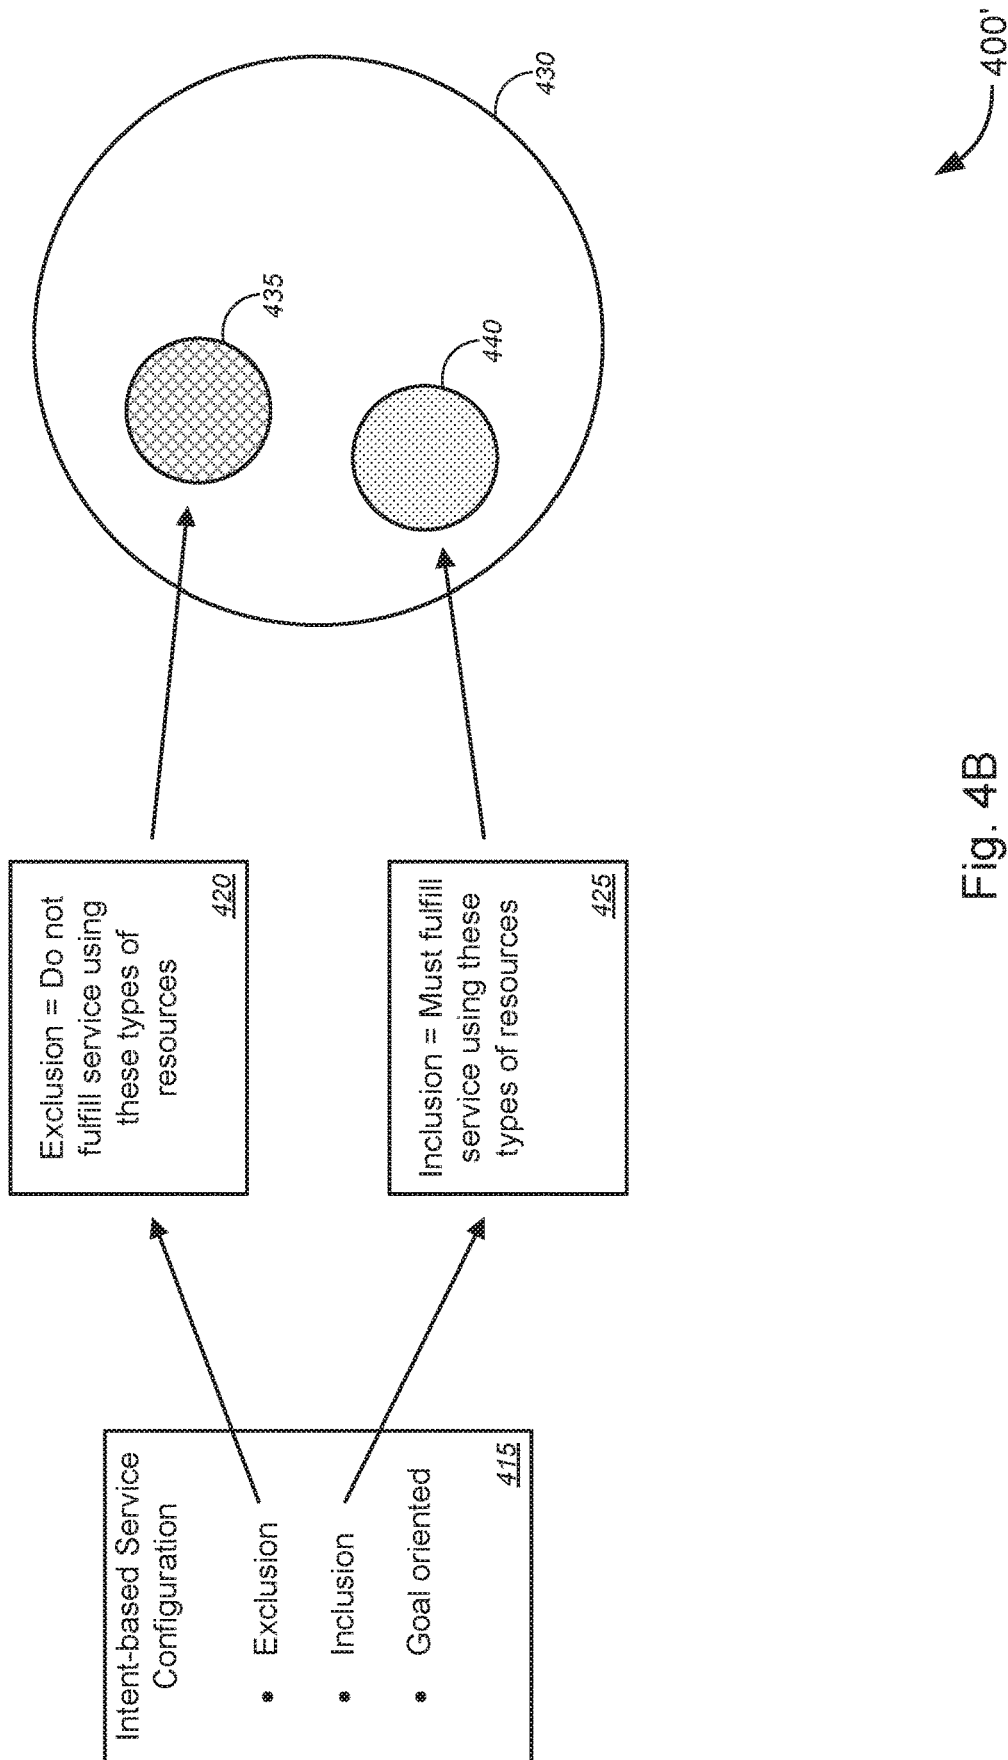 Intent-based Service
Configuration
• Exclusion
• Inclusion
• Goal oriented
415
Exclusion = Do not
fulfill service using
these types of
resources
420
Inclusion = Must fulfill
service using these
types of resources
425
435
440
430
400'
Fig. 4B